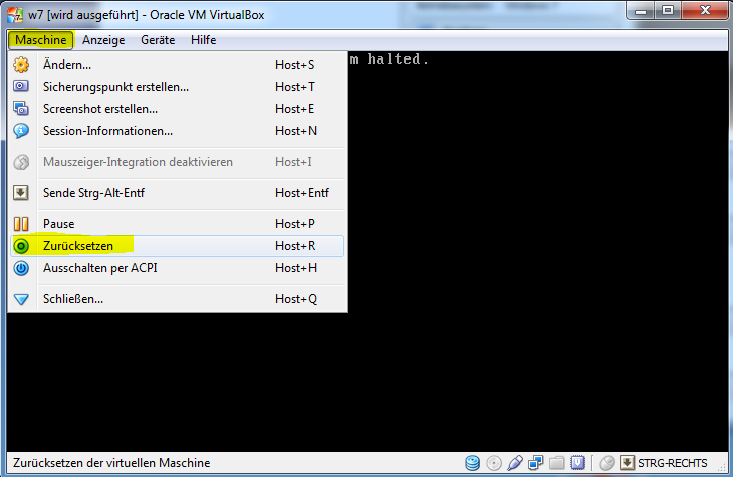 w7 [wird ausgeführt] - Oracle VM VirtualBox
Maschine Anzeige Geräte Hilfe
m halted.
Ändern... Host+S
Sicherungspunkt erstellen... Host+T
Screenshot erstellen... Host+E
Session-Informationen... Host+N
Mauszeiger-Integration deaktivieren Host+I
Sende Strg-Alt-Entf Host+Entf
Pause Host+P
Zurücksetzen Host+R
Ausschalten per ACPI Host+H
Schließen... Host+Q
Zurücksetzen der virtuellen Maschine STRG-RECHTS